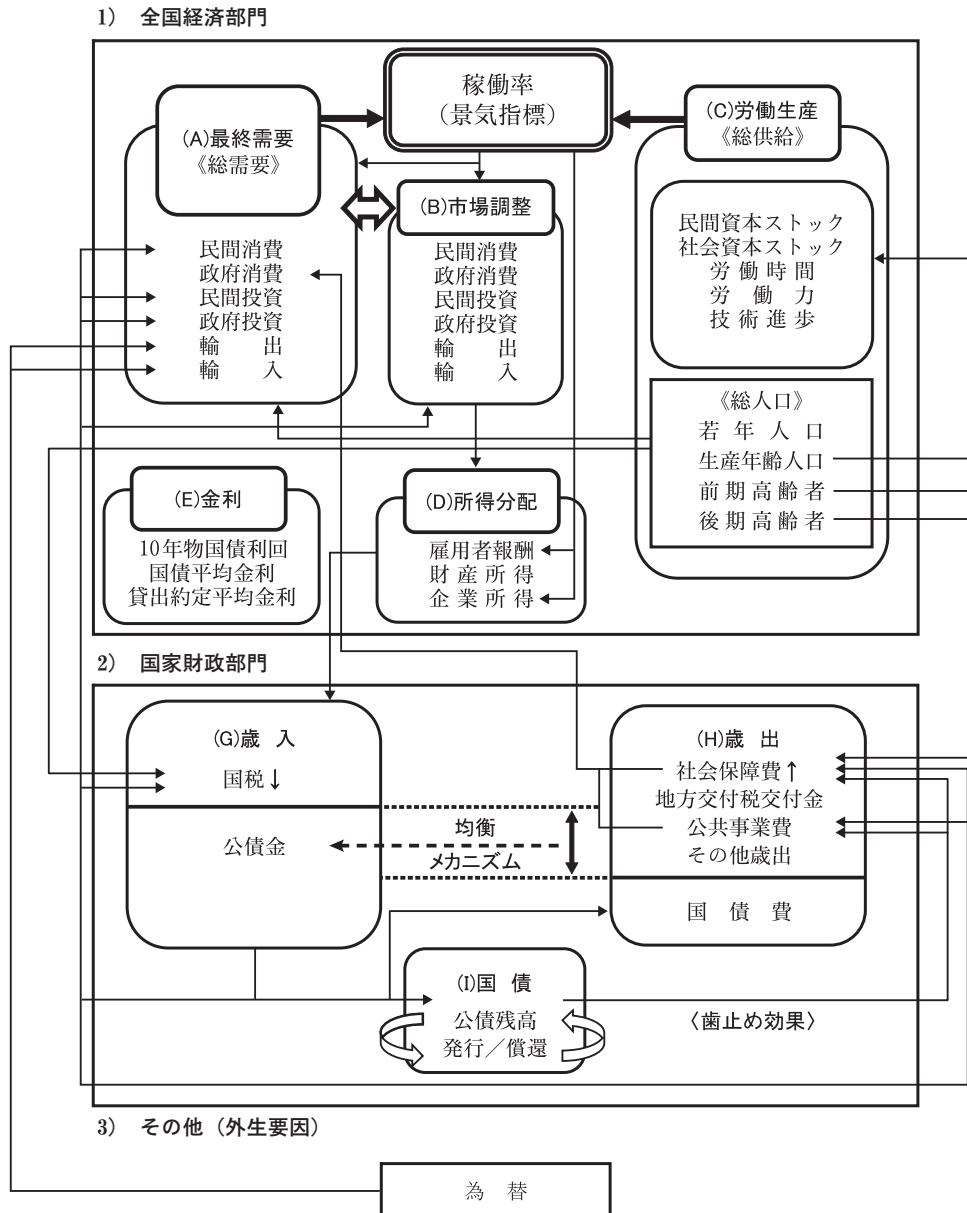 1) 全国経済部門
稼働率
(景気指標)
(A)最終需要
《総需要》
民間消費
政府消費
民間投資
政府投資
輸出
輸入
(B)市場調整
民間消費
政府消費
民間投資
政府投資
輸出
輸入
(C)労働生産
《総供給》
民間資本ストック
社会資本ストック
労働時間
労働力
技術進歩
《総人口》
若年人口
生産年齢人口
前期高齢者
後期高齢者
(E)金利
10年物国債利回
国債平均金利
貸出約定平均金利
(D)所得分配
雇用者報酬
財産所得
企業所得
2) 国家財政部門
(G)歳入
国税↓
公債金
均衡
メカニズム
(H)歳出
社会保障費↑
地方交付税交付金
公共事業費
その他歳出
国債費
(I)国債
公債残高
発行/償還
〈歯止め効果〉
3) その他(外生要因)
為替